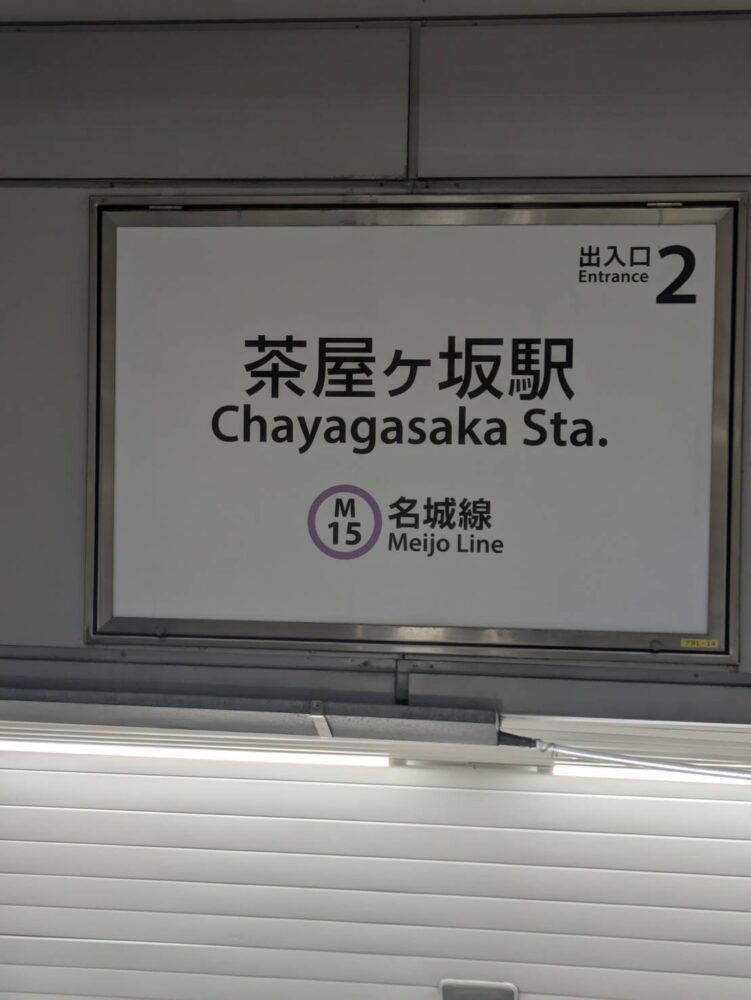 出入口
Entrance
2
茶屋ヶ坂駅
Chayagasaka Sta.
M
15
名城線
Meijo Line